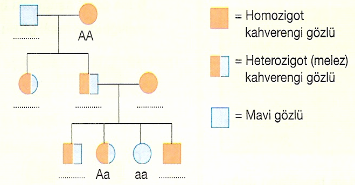 = Homozigot
kahverengi gözlü
AA
.............
= Heterozigot (melez)
kahverengi gözlü
............. .............
= Mavi gözlü
............. Aa aa .............